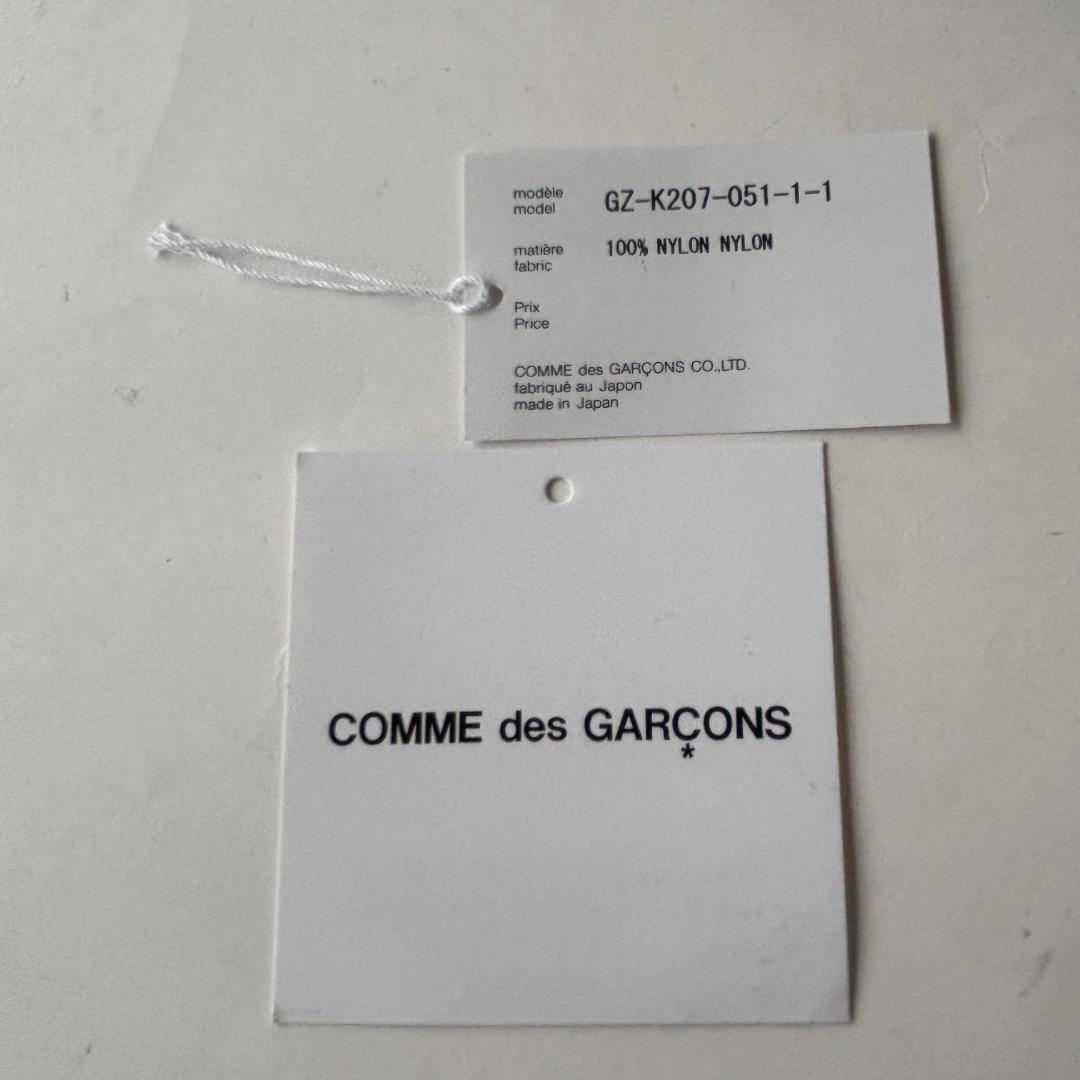 modèle GZ-K207-051-1-1
model
matière 100% NYLON NYLON
fabric
Prix
Price
COMME des GARÇONS CO.,LTD.
fabriqué au Japon
made in Japan
COMME des GARÇONS
*